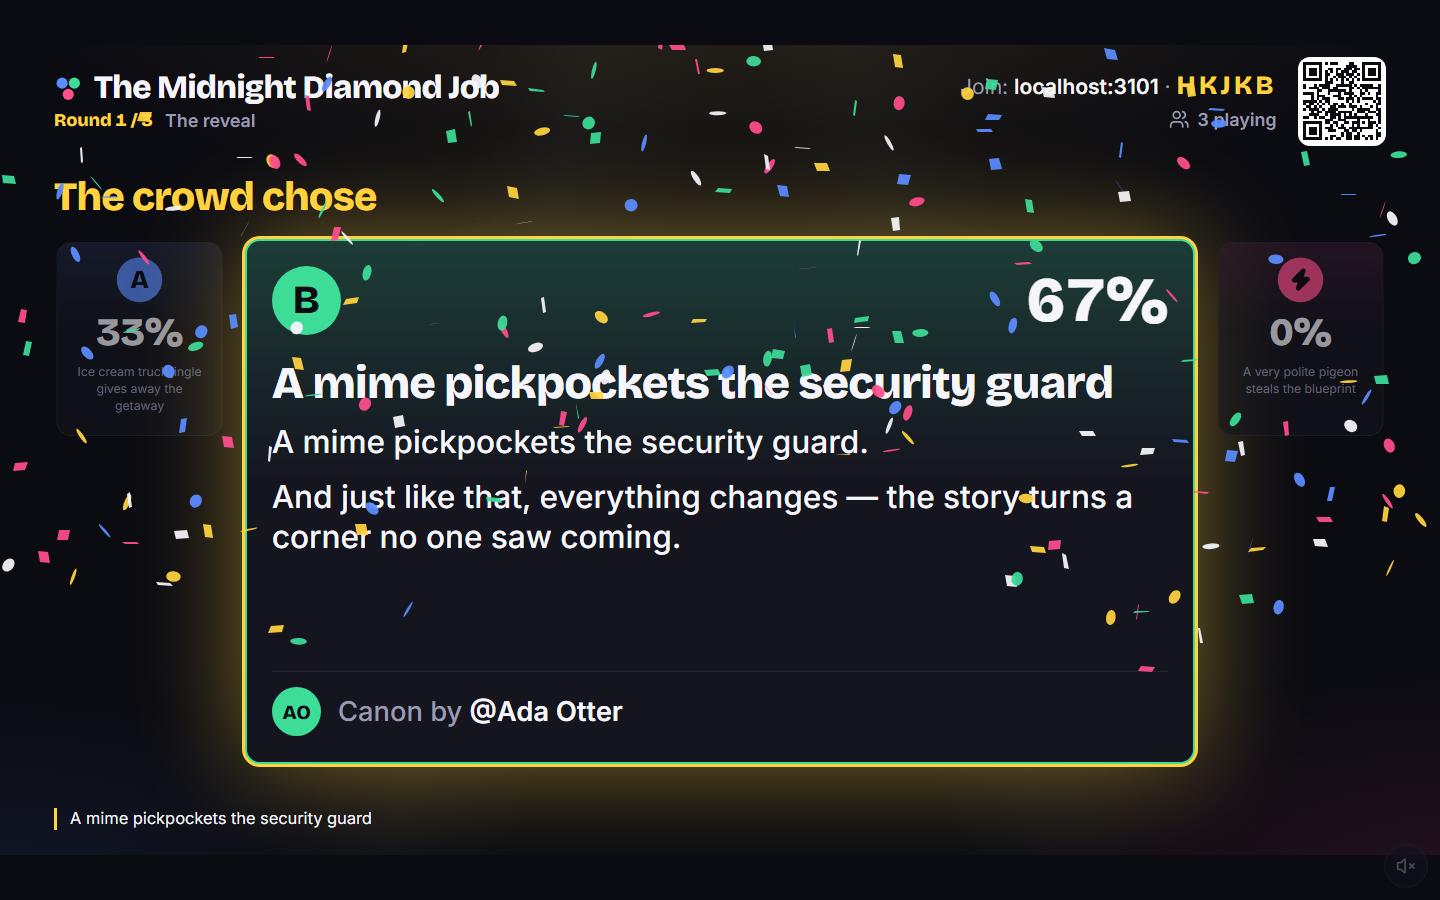 The Midnight Diamond Job
Join: localhost:3101 · HKJKB
Round 1 / 3 The reveal
3 playing
The crowd chose
A
33%
Ice cream truck jingle
gives away the
getaway
B
67%
A mime pickpockets the security guard
A mime pickpockets the security guard.
And just like that, everything changes — the story turns a
corner no one saw coming.
AO
Canon by @Ada Otter
0%
A very polite pigeon
steals the blueprint
A mime pickpockets the security guard